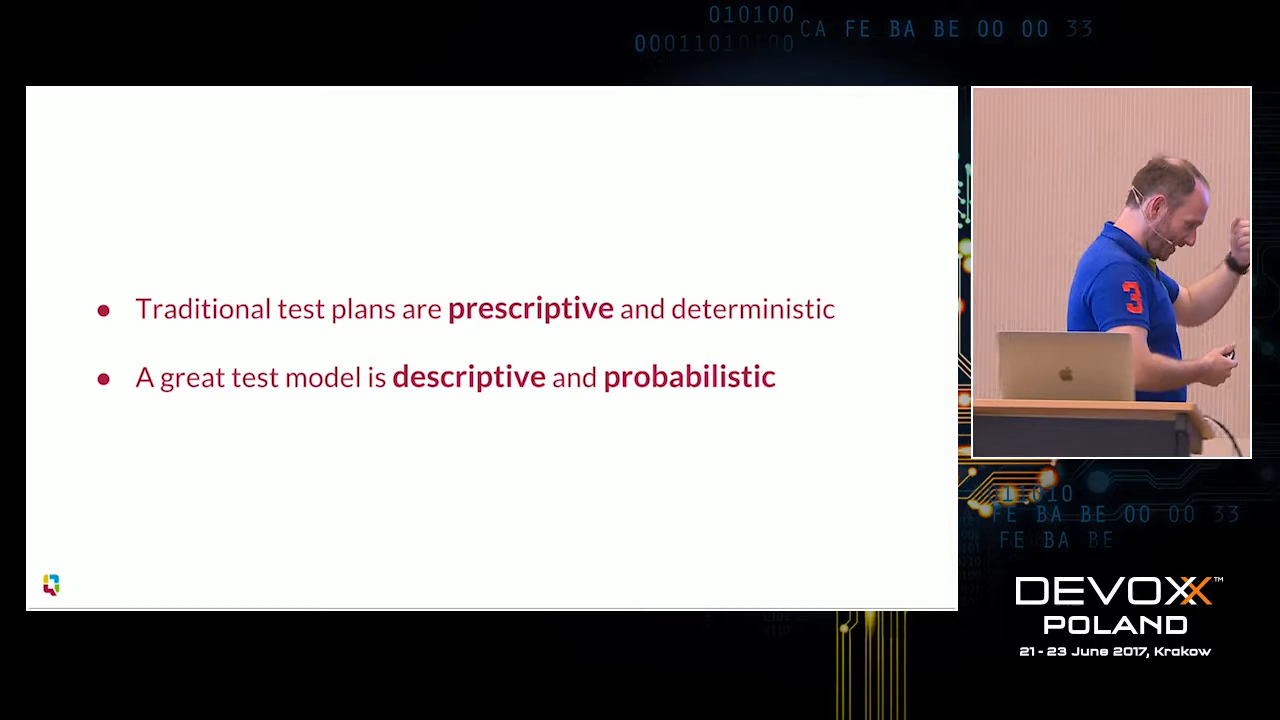 010100
CA FE BA BE 00 00 33
00011010100
● Traditional test plans are prescriptive and deterministic
● A great test model is descriptive and probabilistic
3
FE BA BE 00 00 33
FE BA BE
DEVOXX™
POLAND
21 - 23 June 2017, Krakow